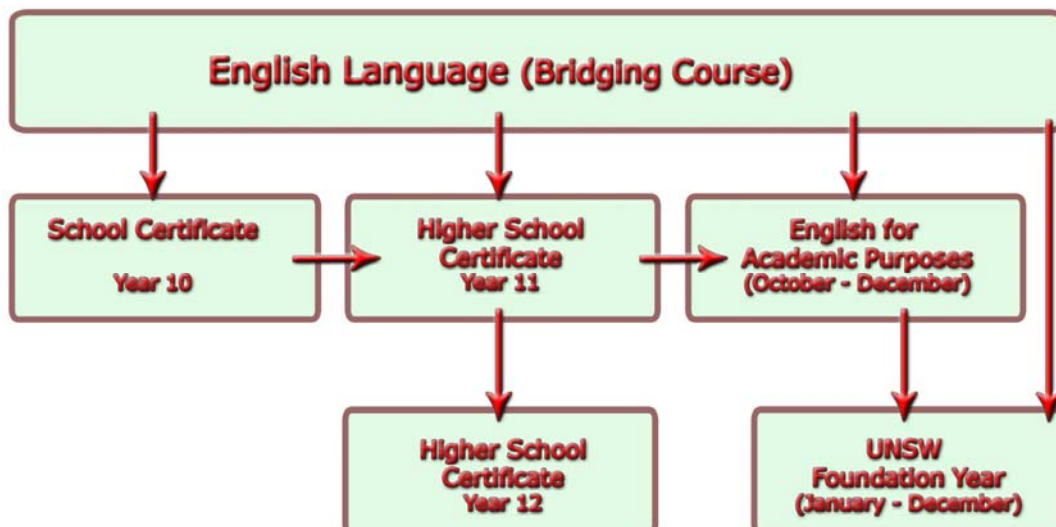 English Language (Bridging Course)
School Certificate
Year 10
Higher School
Certificate
Year 11
English for
Academic Purposes
(October - December)
Higher School
Certificate
Year 12
UNSW
Foundation Year
(January - December)